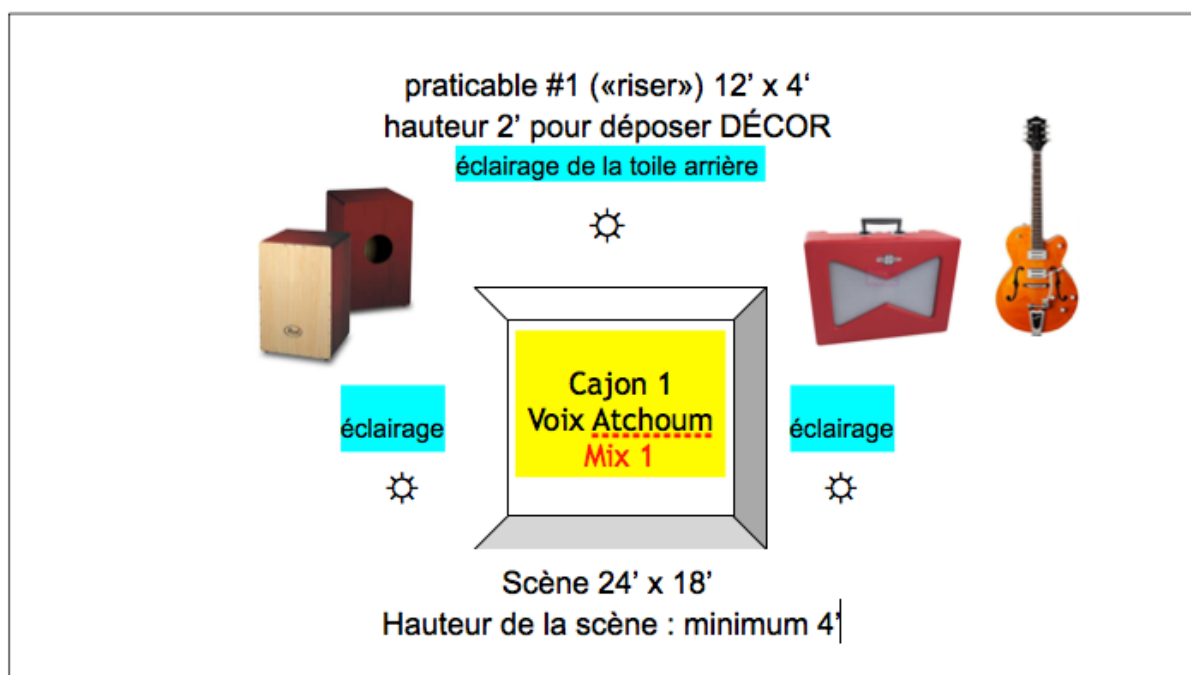 praticable #1 («riser») 12’ x 4‘
hauteur 2’ pour déposer DÉCOR
éclairage de la toile arrière
éclairage
Cajon 1
Voix Atchoum
Mix 1
éclairage
Scène 24’ x 18’
Hauteur de la scène : minimum 4’